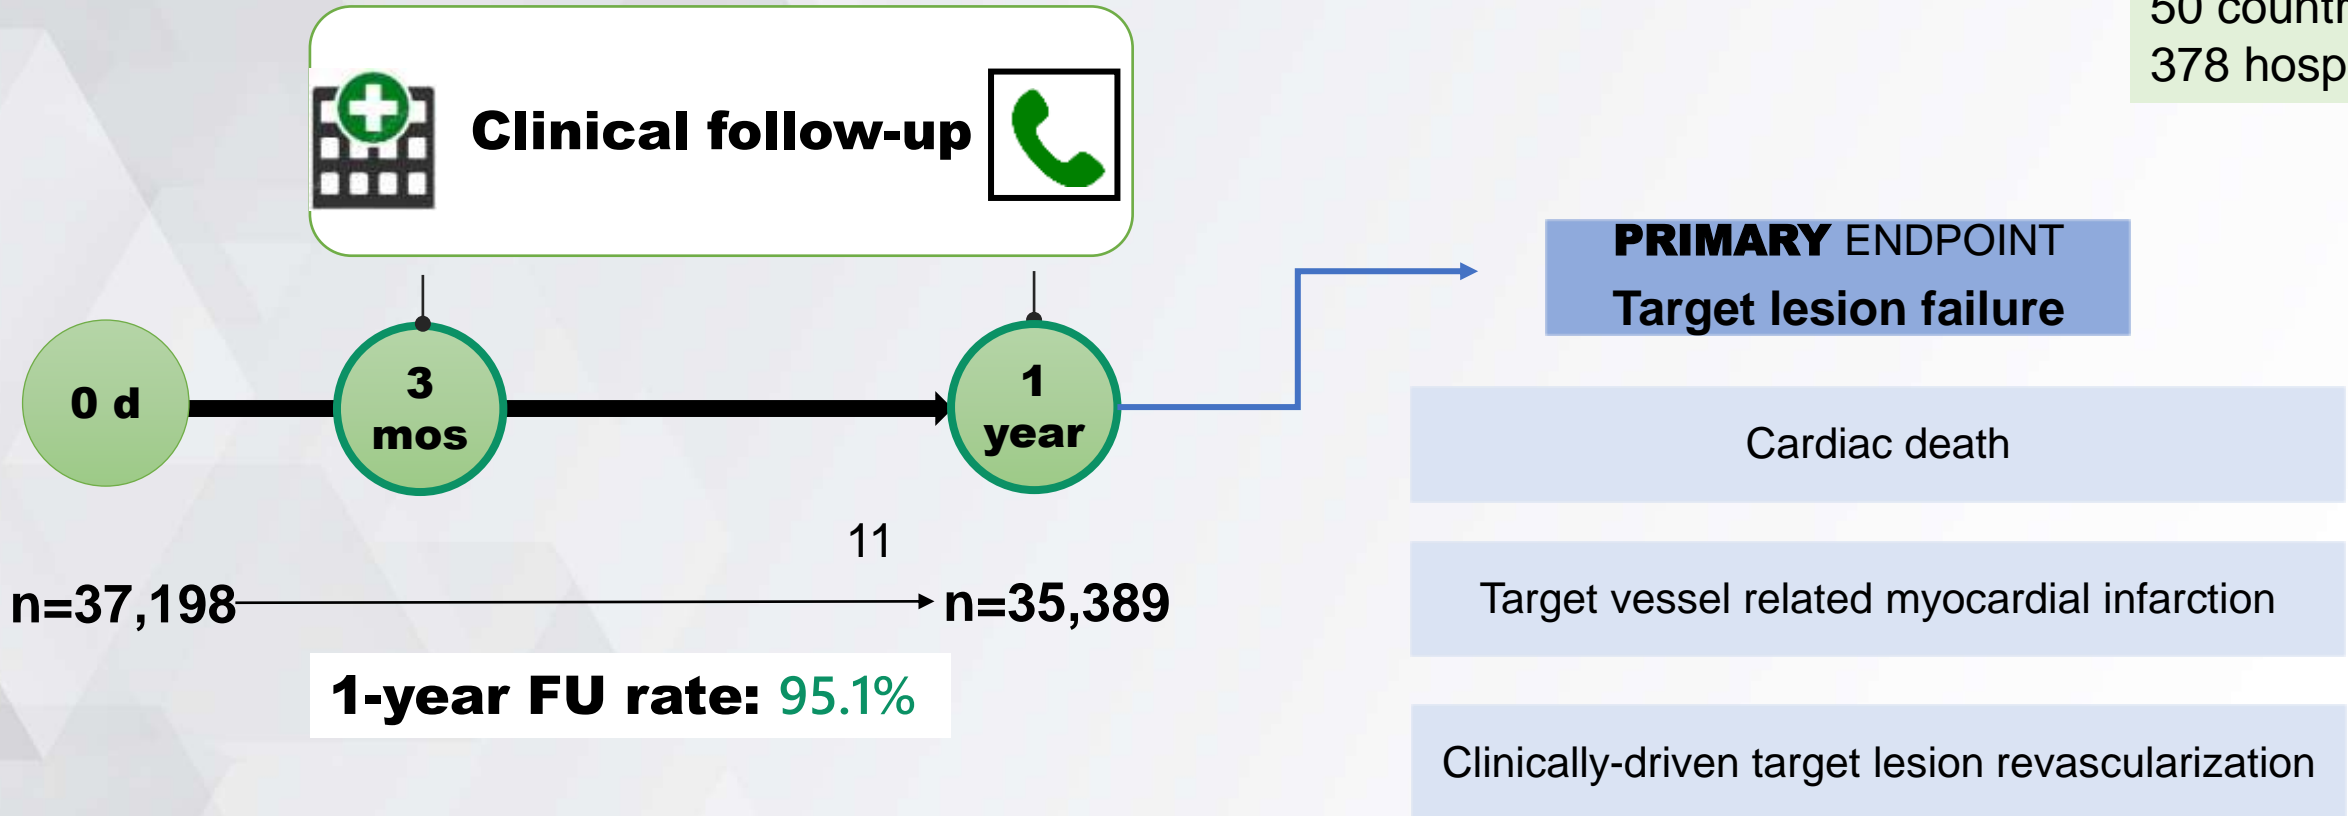 50
378
Clinical follow-up
PRIMARY ENDPOINT
Target lesion failure
0 d
3
mos
1
year
Cardiac death
11
n=37,198
n=35,389
Target vessel related myocardial infarction
1-year FU rate: 95.1%
Clinically-driven target lesion revascularization